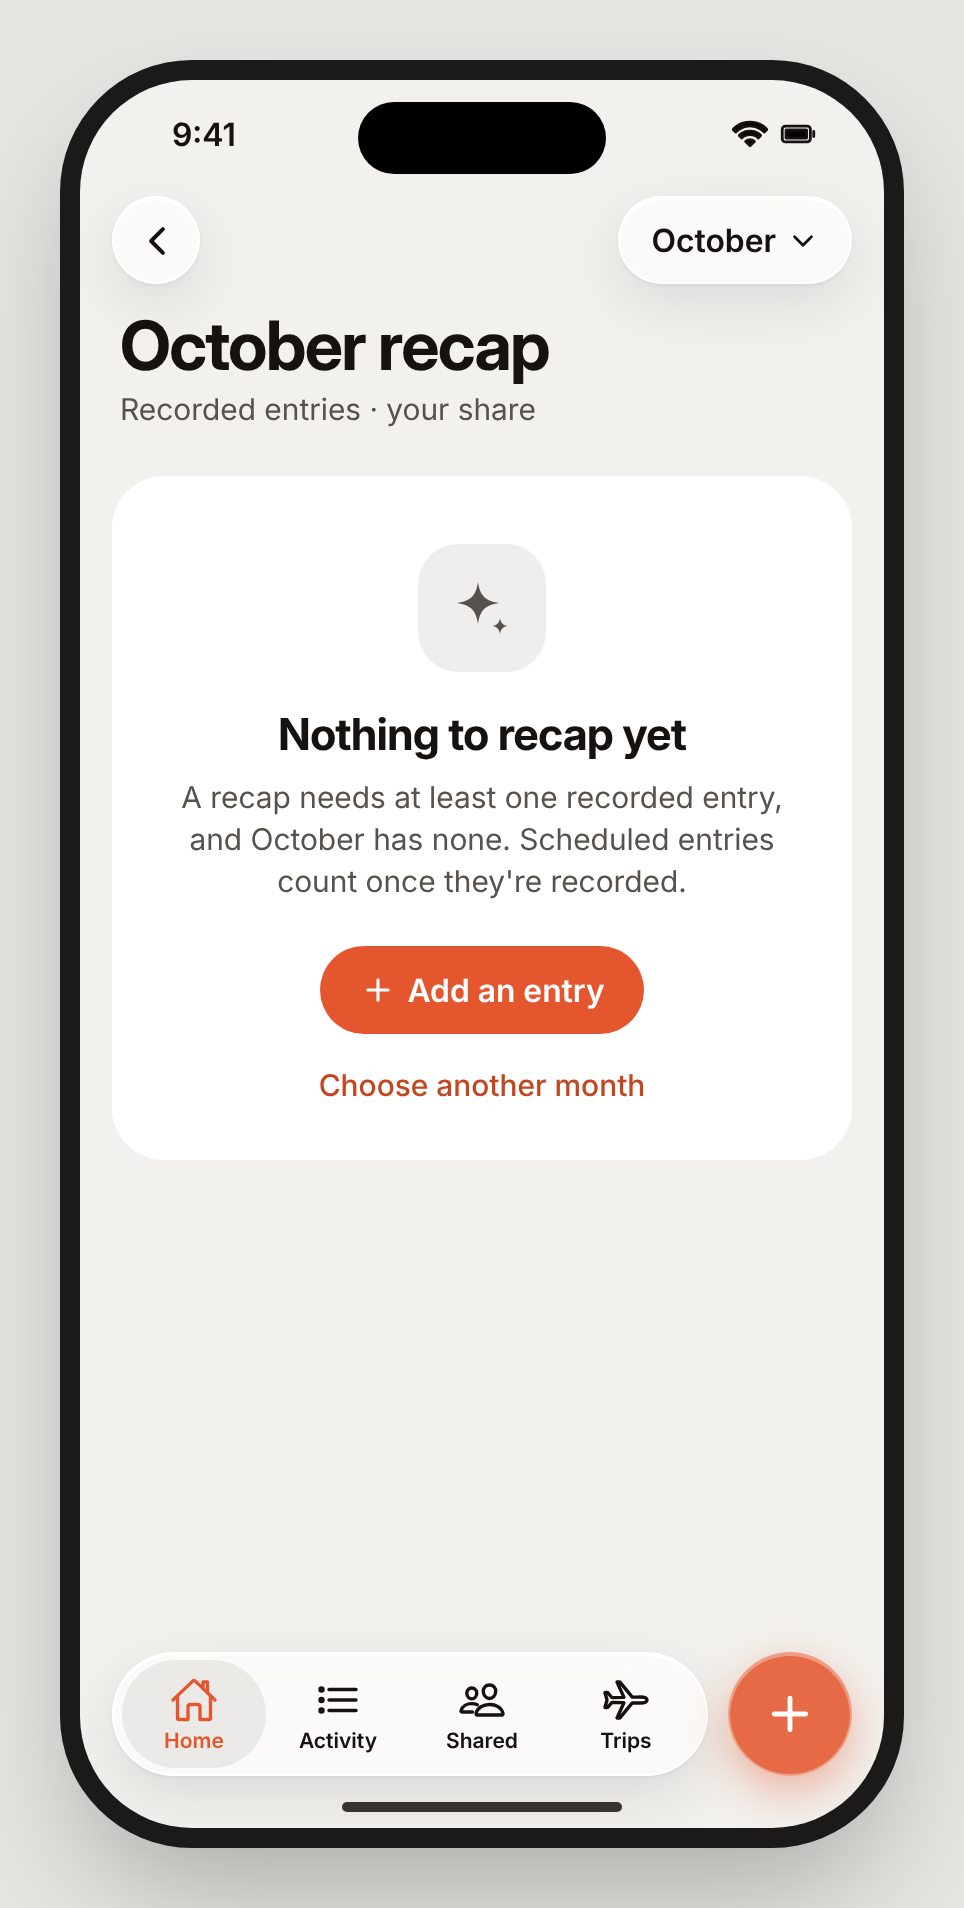 9:41
October
October recap
Recorded entries · your share
Nothing to recap yet
A recap needs at least one recorded entry,
and October has none. Scheduled entries
count once they're recorded.
Add an entry
Choose another month
Home
Activity
Shared
Trips